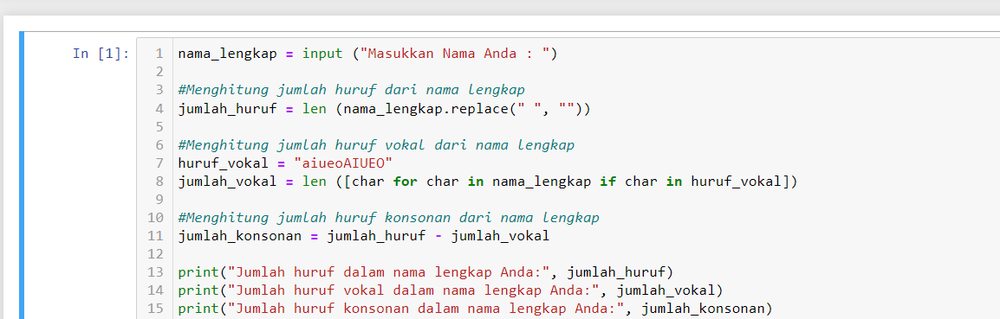 In [1]:
1 nama_lengkap = input ("Masukkan Nama Anda : ")
2
3 #Menghitung jumlah huruf dari nama lengkap
4 jumlah_huruf = len (nama_lengkap.replace(" ", ""))
5
6 #Menghitung jumlah huruf vokal dari nama lengkap
7 huruf_vokal = "aiueoAIUEO"
8 jumlah_vokal = len ([char for char in nama_lengkap if char in huruf_vokal])
9
10 #Menghitung jumlah huruf konsonan dari nama lengkap
11 jumlah_konsonan = jumlah_huruf - jumlah_vokal
12
13 print("Jumlah huruf dalam nama lengkap Anda:", jumlah_huruf)
14 print("Jumlah huruf vokal dalam nama lengkap Anda:", jumlah_vokal)
15 print("Jumlah huruf konsonan dalam nama lengkap Anda:", jumlah_konsonan)